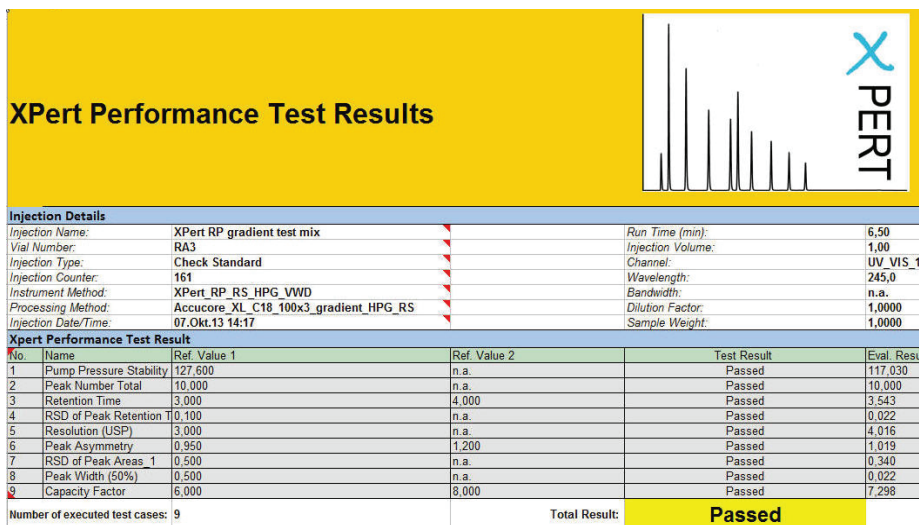 XPert Performance Test Results
X PERT
Injection Details
Injection Name: XPert RP gradient test mix Run Time (min): 6,50
Vial Number: RA3 Injection Volume: 1,00
Injection Type: Check Standard Channel: UV_VIS_1
Injection Counter: 161 Wavelength: 245,0
Instrument Method: XPert_RP_RS_HPG_VWD Bandwidth: n.a.
Processing Method: Accucore_XL_C18_100x3_gradient_HPG_RS Dilution Factor: 1,0000
Injection Date/Time: 07.Okt.13 14:17 Sample Weight: 1,0000
Xpert Performance Test Result
No. Name Ref. Value 1 Ref. Value 2 Test Result Eval. Resu
1 Pump Pressure Stability 127,600 n.a. Passed 117,030
2 Peak Number Total 10,000 n.a. Passed 10,000
3 Retention Time 3,000 4,000 Passed 3,543
4 RSD of Peak Retention T 0,100 n.a. Passed 0,022
5 Resolution (USP) 3,000 n.a. Passed 4,016
6 Peak Asymmetry 0,950 1,200 Passed 1,019
7 RSD of Peak Areas_1 0,500 n.a. Passed 0,340
8 Peak Width (50%) 0,500 n.a. Passed 0,022
9 Capacity Factor 6,000 8,000 Passed 7,298
Number of executed test cases: 9 Total Result: Passed